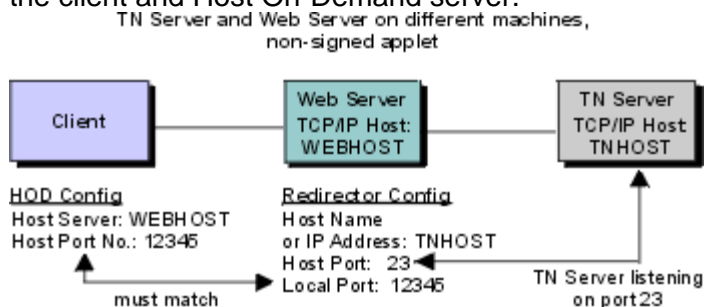 the client and Host On-Demand server.
TN Server and Web Server on different machines,
non-signed applet
Client
Web Server
TCP/IP Host:
WEBHOST
TN Server
TCP/IP Host
TNHOST
HOD Config
Host Server: WEBHOST
Host Port No.: 12345
Redirector Config
Host Name
or IP Address: TNHOST
Host Port: 23
Local Port: 12345
must match
TN Server listening
on port 23